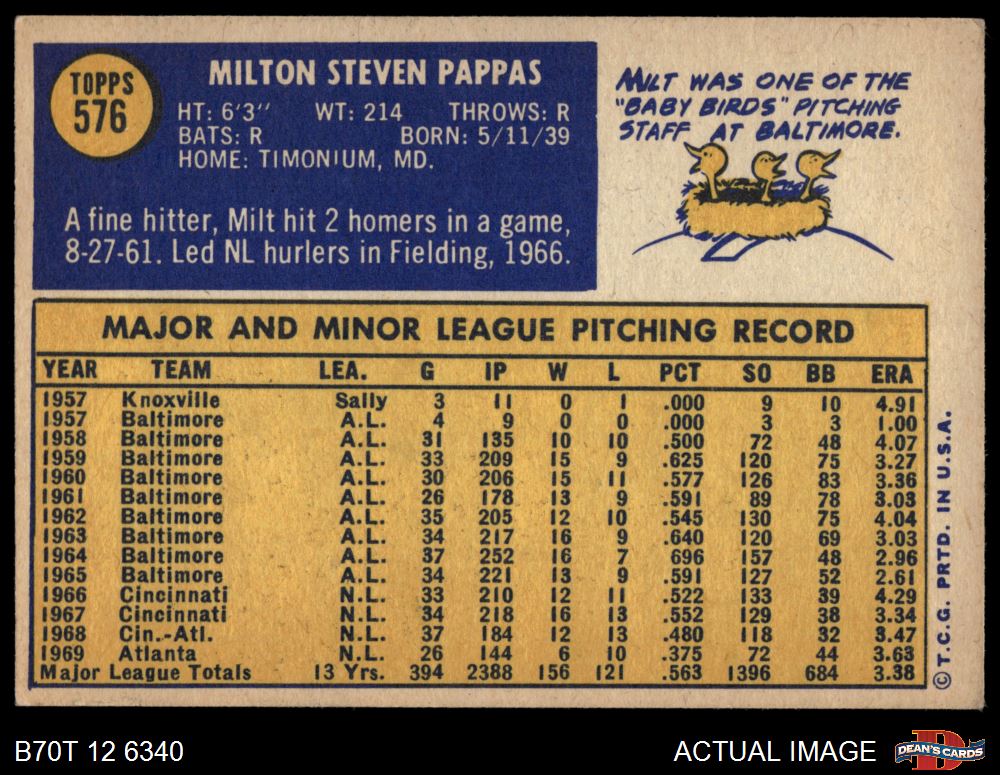 TOPPS
576
MILTON STEVEN PAPPAS
HT: 6'3" WT: 214 THROWS: R
BATS: R BORN: 5/11/39
HOME: TIMONIUM, MD.
A fine hitter, Milt hit 2 homers in a game,
8-27-61. Led NL hurlers in Fielding, 1966.
MILT WAS ONE OF THE
"BABY BIRDS" PITCHING
STAFF AT BALTIMORE.
MAJOR AND MINOR LEAGUE PITCHING RECORD
YEAR TEAM LEA. G IP W L PCT SO BB ERA
1957 Knoxville Sally 3 11 0 1 .000 9 10 4.91
1957 Baltimore A.L. 4 9 0 0 .000 3 3 1.00
1958 Baltimore A.L. 31 135 10 10 .500 72 48 4.07
1959 Baltimore A.L. 33 209 15 9 .625 120 75 3.27
1960 Baltimore A.L. 30 206 15 11 .577 126 83 3.36
1961 Baltimore A.L. 26 178 13 9 .591 89 78 3.03
1962 Baltimore A.L. 35 205 12 10 .545 130 75 4.04
1963 Baltimore A.L. 34 217 16 9 .640 120 69 3.03
1964 Baltimore A.L. 37 252 16 7 696 157 48 2.96
1965 Baltimore A.L. 34 221 13 9 .591 127 52 2.61
1966 Cincinnati N.L. 33 210 12 11 .522 133 39 4.29
1967 Cincinnati N.L. 34 218 16 13 .552 129 38 3.34
1968 Cin.-Atl. N.L. 37 184 12 13 .480 118 32 3.47
1969 Atlanta N.L. 26 144 6 10 .375 72 44 3.63
Major League Totals 13 Yrs. 394 2388 156 121 .563 1396 684 3.38
© T.C.G. PRTD. IN U.S.A.
B70T 12 6340
ACTUAL IMAGE
DEAN'S CARDS